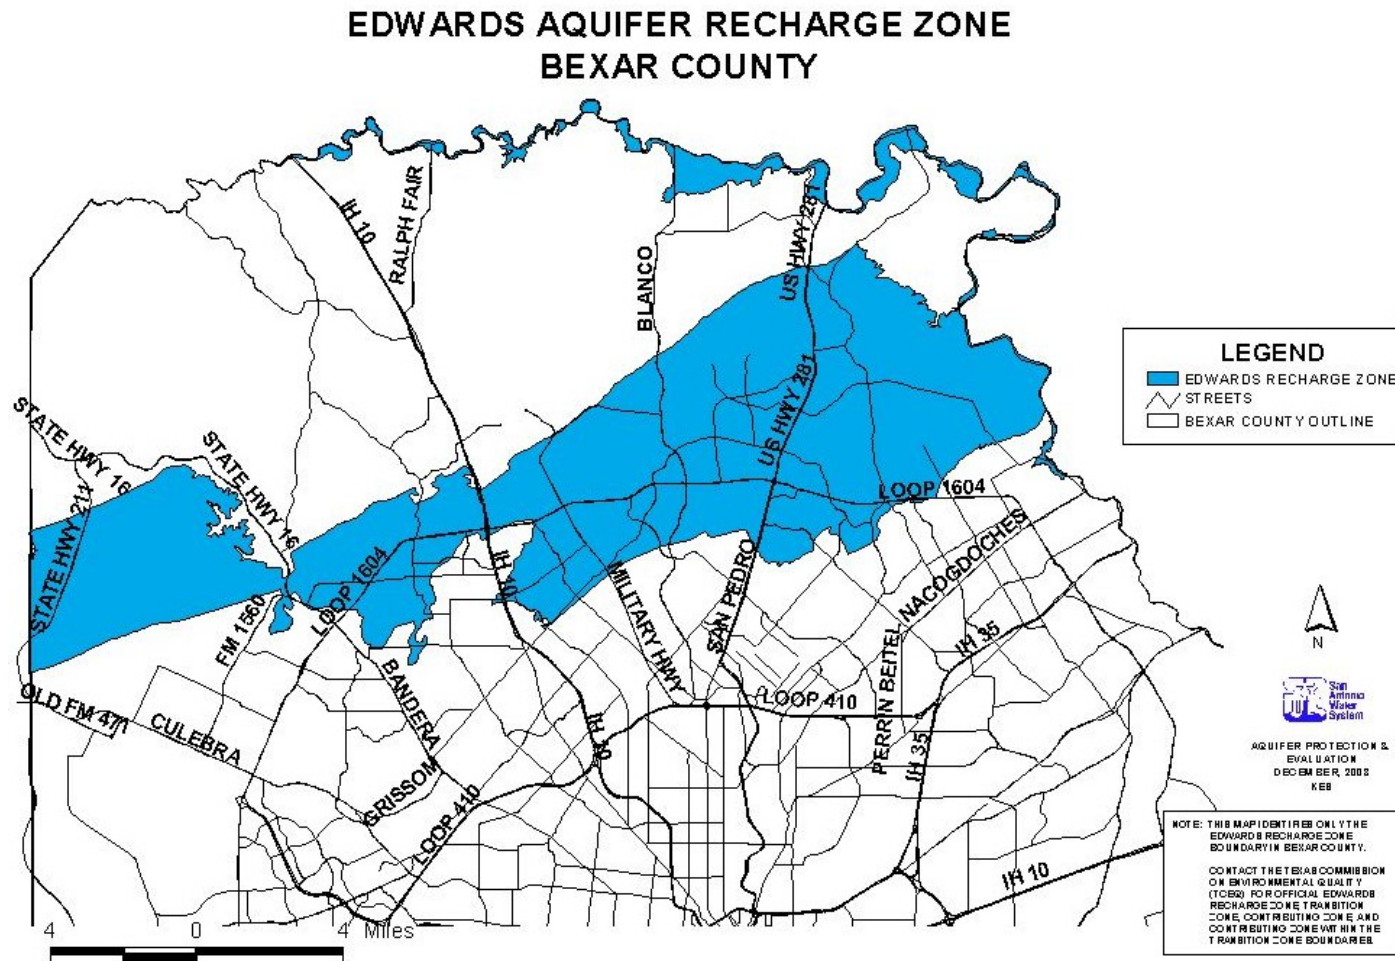 EDWARDS AQUIFER RECHARGE ZONE
BEXAR COUNTY
IH 10
RALPH FAIR
BLANCO
US HWY 281
US HWY 281
LEGEND
EDWARDS RECHARGE ZONE
STREETS
BEXAR COUNTY OUTLINE
STATE HWY 16
STATE HWY 211
STATE HWY 16
LOOP 1604
LOOP 1604
IH 10
MILITARY HWY
SAN PEDRO
NACOGDOCHES
PERRIN BEITEL
IH 35
FM 1560
BANDERA
LOOP 410
OLD FM 471
CULEBRA
GRISSOM
LOOP 410
IH 10
IH 35
IH 10
N
San
Antonio
Water
System
AQUIFER PROTECTION &
EVALUATION
DECEMBER, 2003
KEB
NOTE: THIS MAP IDENTIFIES ONLY THE
EDWARDS RECHARGE ZONE
BOUNDARY IN BEXAR COUNTY.
CONTACT THE TEXAS COMMISSION
ON ENVIRONMENTAL QUALITY
(TCEQ) FOR OFFICIAL EDWARDS
RECHARGE ZONE, TRANSITION
ZONE, CONTRIBUTING ZONE, AND
CONTRIBUTING ZONE WITHIN THE
TRANSITION ZONE BOUNDARIES.
4 0 4 Miles